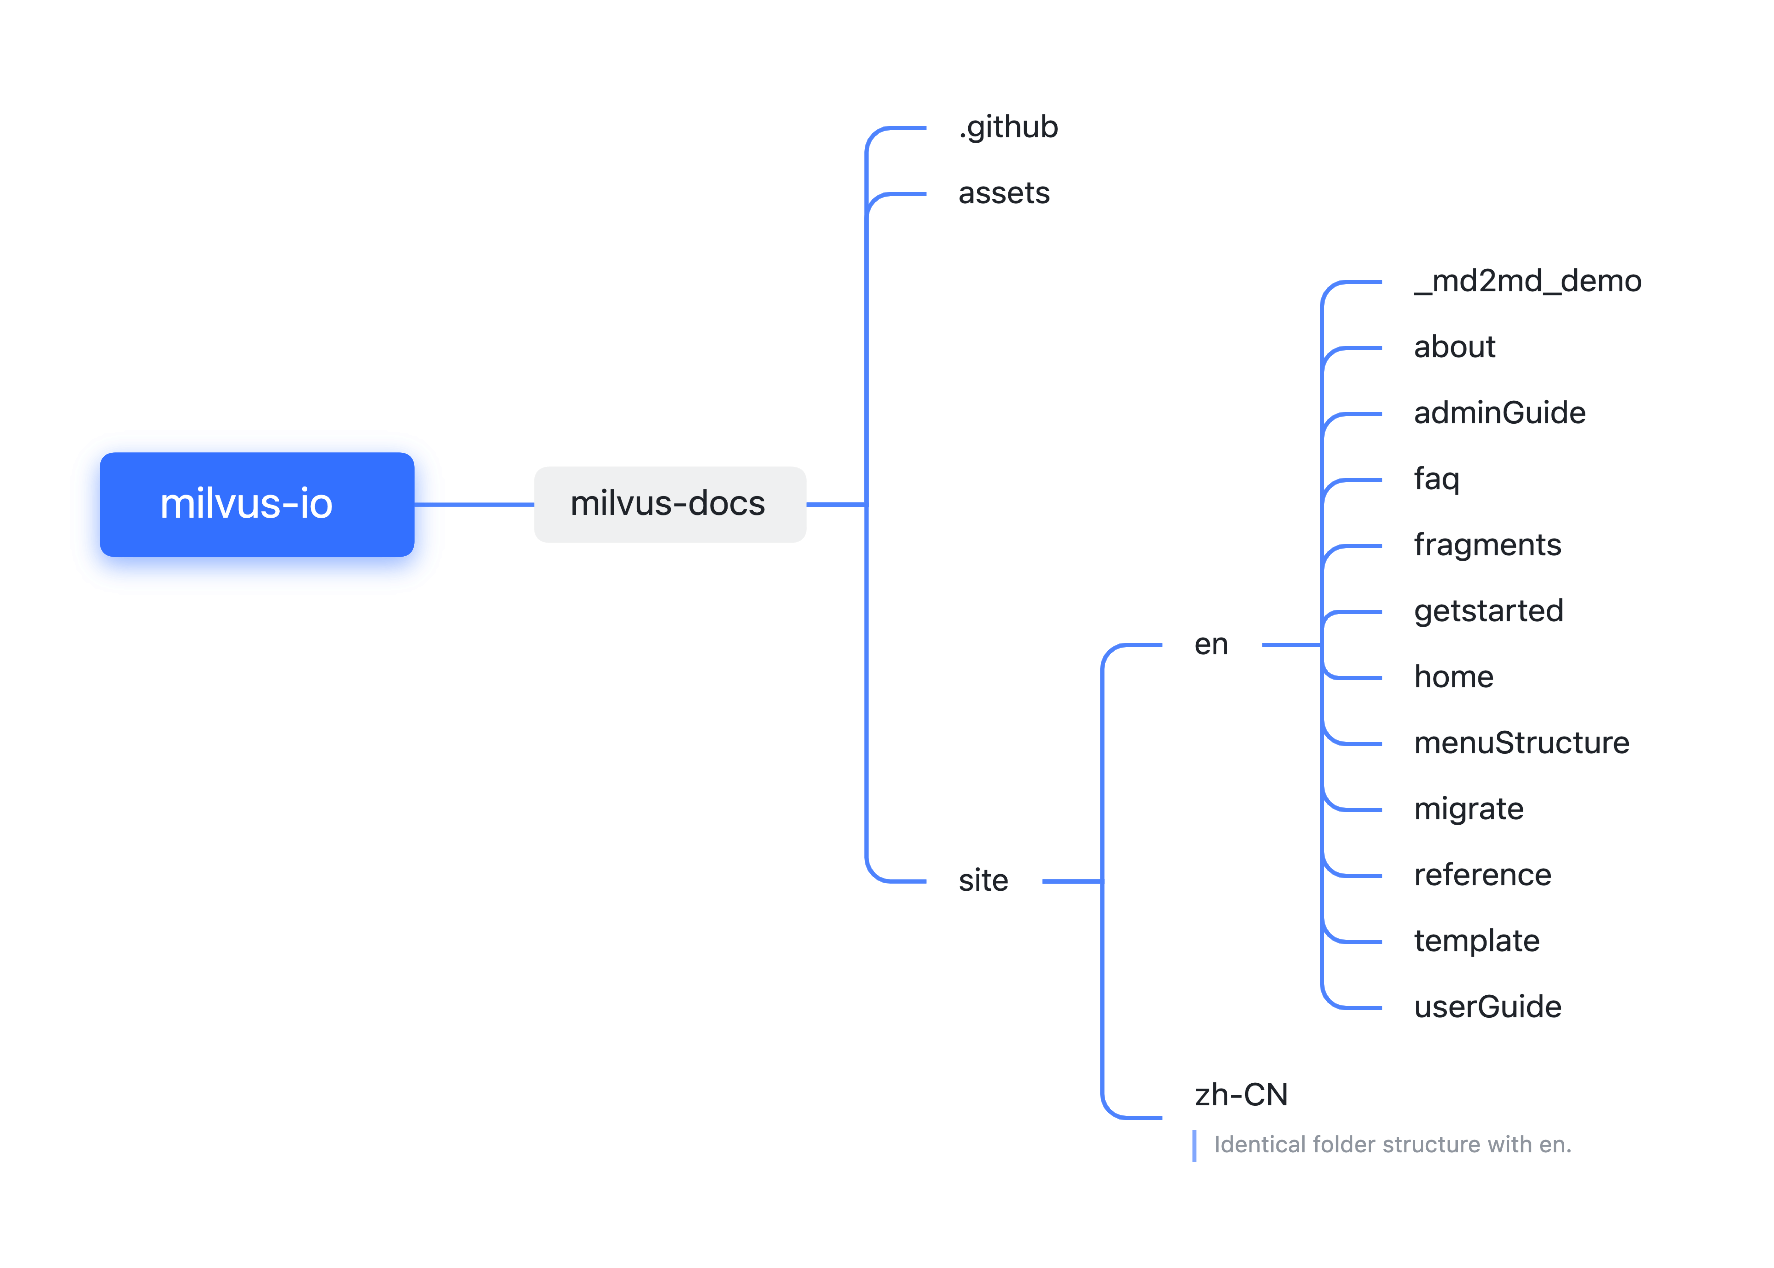 milvus-io
milvus-docs
.github
assets
site
en
_md2md_demo
about
adminGuide
faq
fragments
getstarted
home
menuStructure
migrate
reference
template
userGuide
zh-CN
Identical folder structure with en.